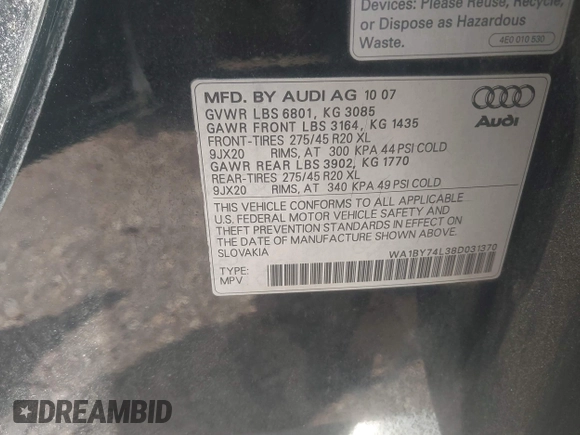 Devices: Please Reuse, Recycle,
or Dispose as Hazardous
Waste.
4E0 010 530
MFD. BY AUDI AG 10 07
GVWR LBS 6801, KG 3085
GAWR FRONT LBS 3164, KG 1435
FRONT-TIRES 275/45 R20 XL
9JX20 RIMS, AT 300 KPA 44 PSI COLD
GAWR REAR LBS 3902, KG 1770
REAR-TIRES 275/45 R20 XL
9JX20 RIMS, AT 340 KPA 49 PSI COLD
Audi
THIS VEHICLE CONFORMS TO ALL APPLICABLE
U.S. FEDERAL MOTOR VEHICLE SAFETY AND
THEFT PREVENTION STANDARDS IN EFFECT ON
THE DATE OF MANUFACTURE SHOWN ABOVE.
SLOVAKIA
WA1BY74L38D031370
TYPE:
MPV
DREAMBID